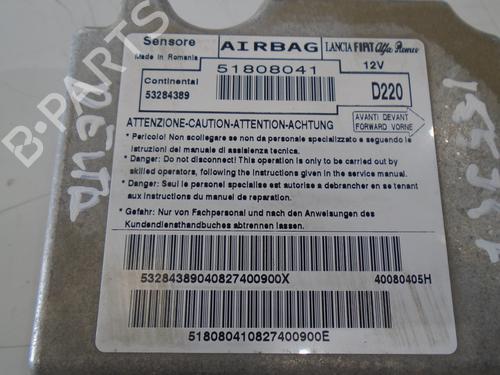 Sensore AIRBAG LANCIA FIAT Alfa Romeo
Made in Romania 51808041 12V
Continental
53284389
D220
ATTENZIONE-CAUTION-ATTENTION-ACHTUNG
AVANTI DEVANT
FORWARD VORNE
* Pericolo! Non scollegare se non da personale specializzato e seguendo le
istruzioni del manuale di assistenza tecnica.
* Danger: Do not disconnect! This operation is only to be carried out by
skilled operators, following the instructions given in the service manual.
* Danger: Seul le personel specialise est autorise a debrancher en se tenant
aux instructions du manuel de reparation.
* Gefahr: Nur von Fachpersonal und nach den Anweisungen des
Kundendiensthandbuches abtrennen lassen.
53284389040827400900X 40080405H
518080410827400900E
B-PARTS